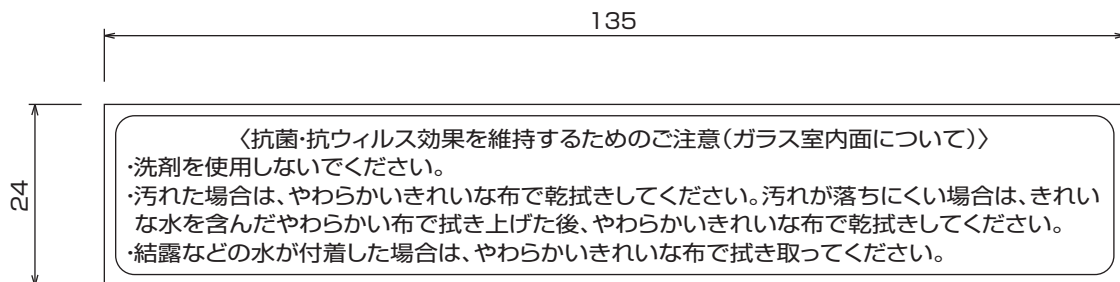 135
24
〈抗菌・抗ウィルス効果を維持するためのご注意（ガラス室内面について）〉
・洗剤を使用しないでください。
・汚れた場合は、やわらかいきれいな布で乾拭きしてください。汚れが落ちにくい場合は、きれい
な水を含んだやわらかい布で拭き上げた後、やわらかいきれいな布で乾拭きしてください。
・結露などの水が付着した場合は、やわらかいきれいな布で拭き取ってください。